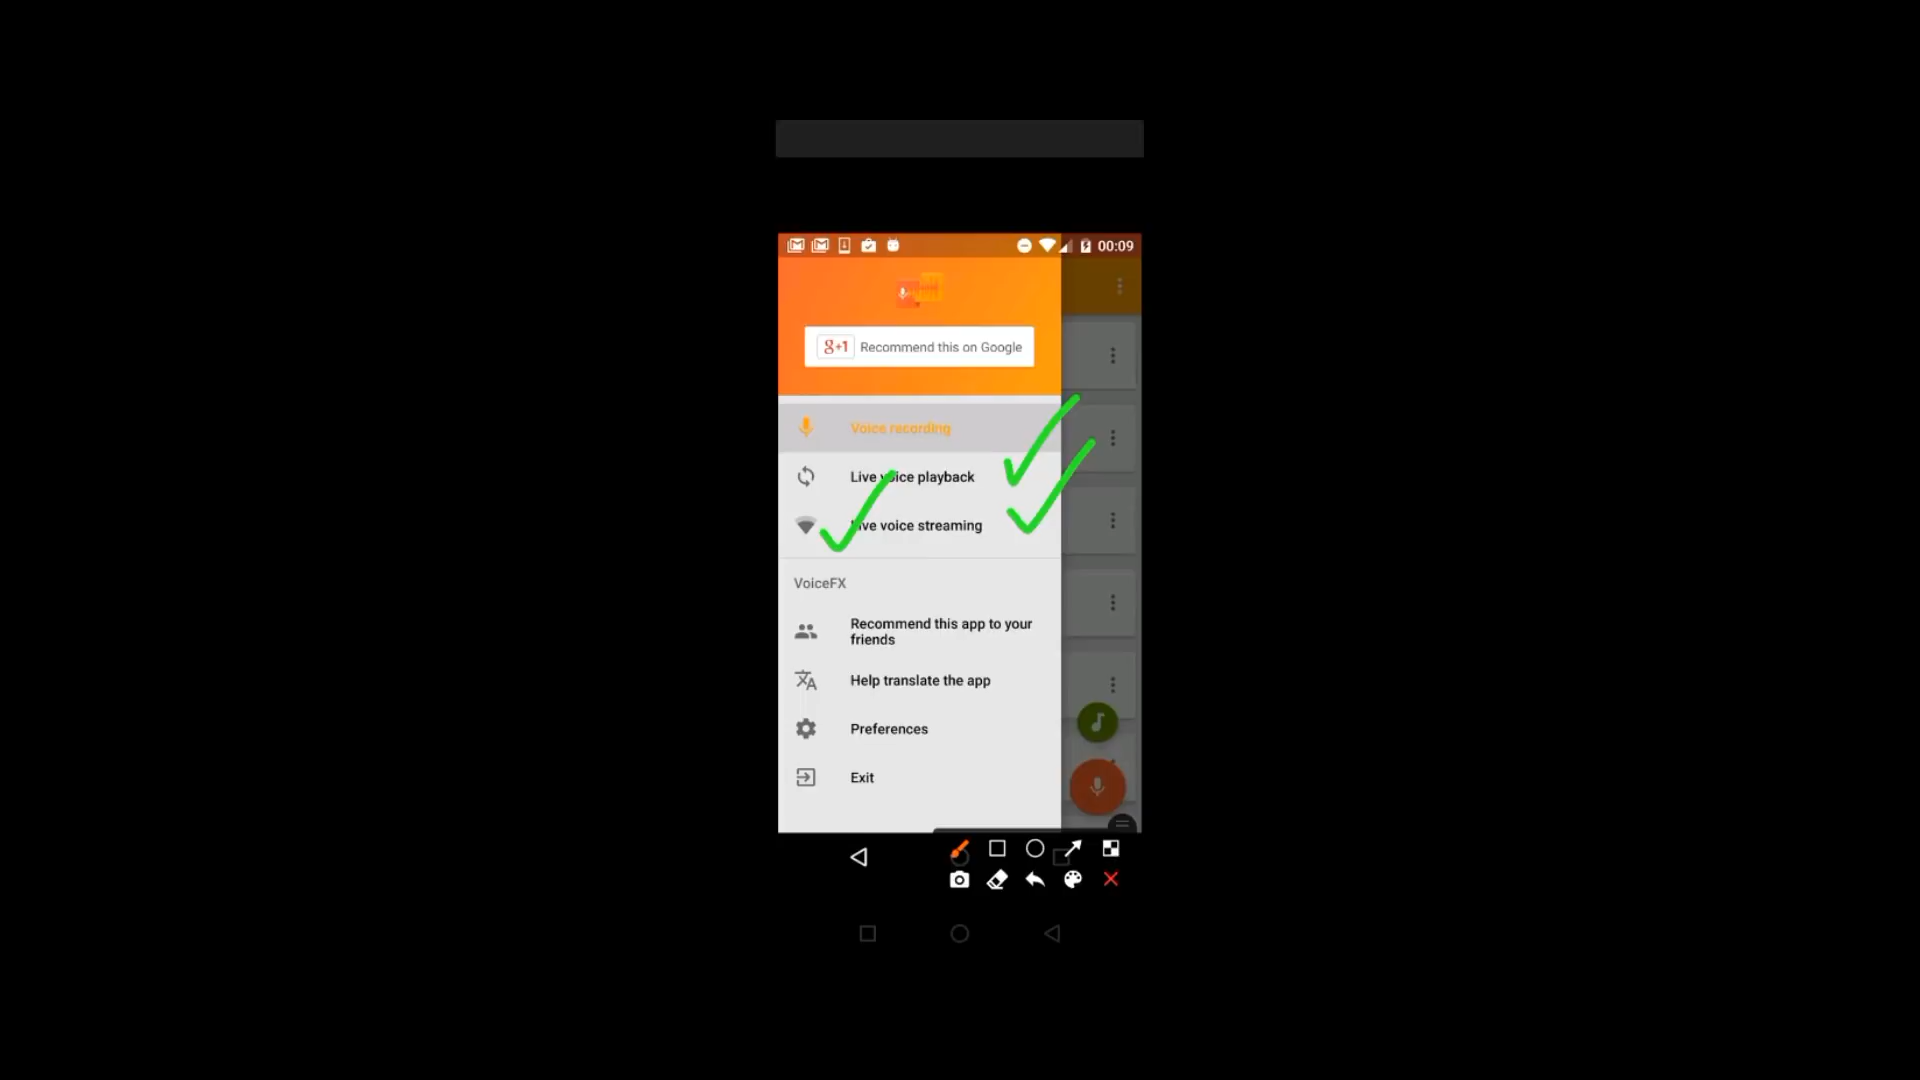 00:09
g+1 Recommend this on Google
Voice recording
Live voice playback
Live voice streaming
VoiceFX
Recommend this app to your
friends
Help translate the app
Preferences
Exit